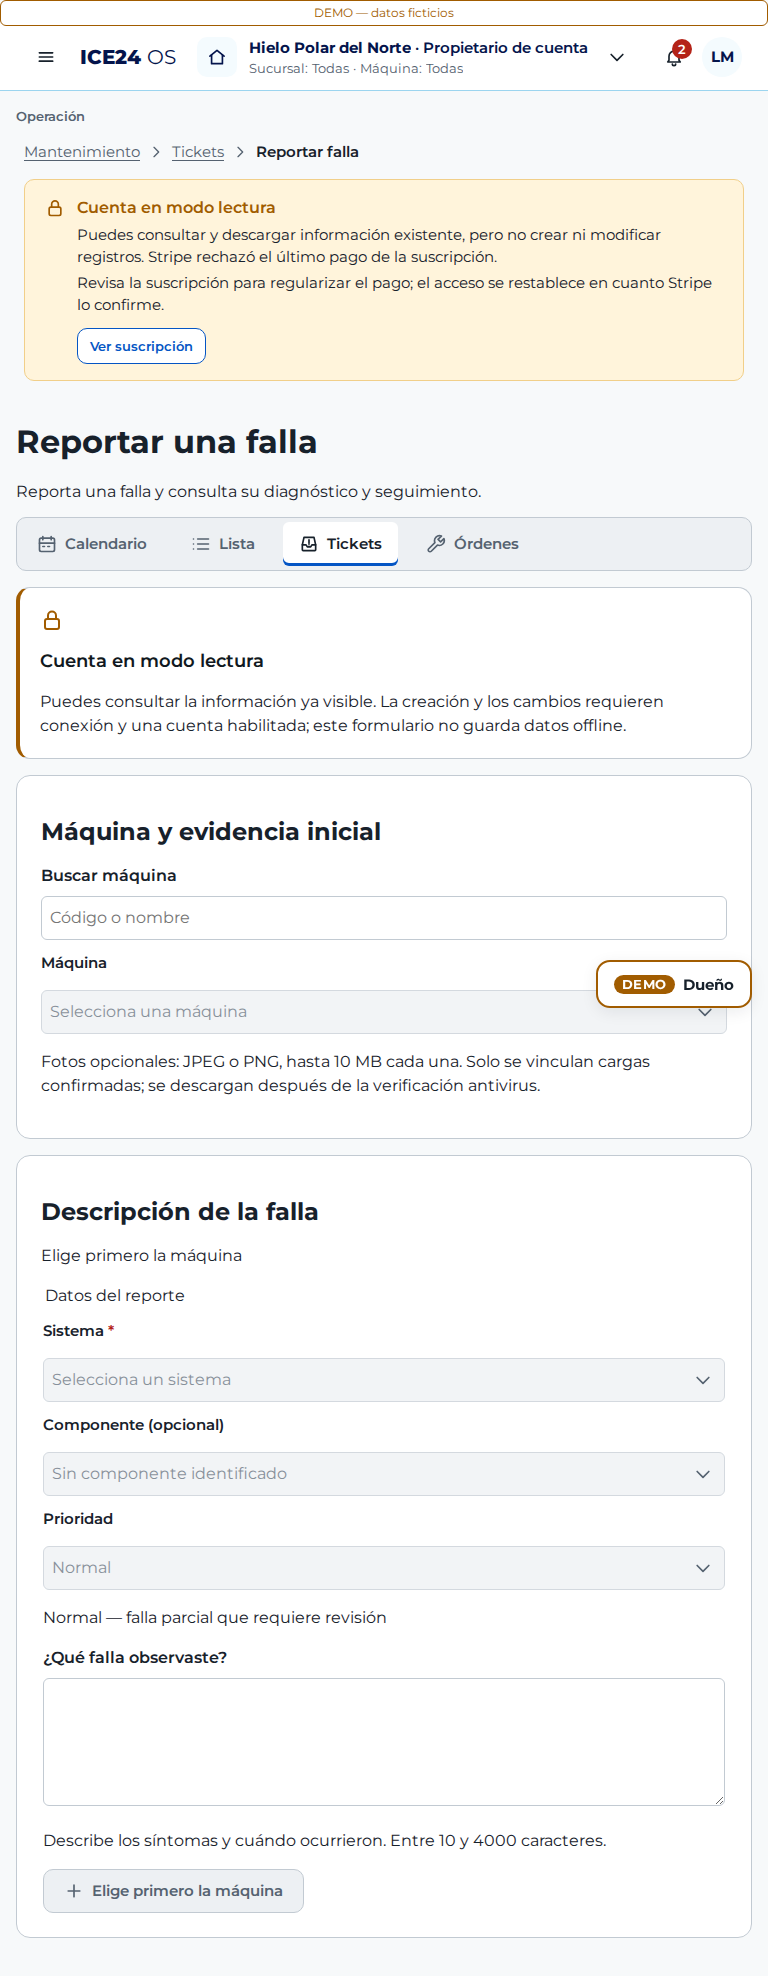 DEMO — datos ficticios
ICE24 OS
Hielo Polar del Norte · Propietario de cuenta
Sucursal: Todas · Máquina: Todas
2
LM
Operación
Mantenimiento > Tickets > Reportar falla
Cuenta en modo lectura
Puedes consultar y descargar información existente, pero no crear ni modificar
registros. Stripe rechazó el último pago de la suscripción.
Revisa la suscripción para regularizar el pago; el acceso se restablece en cuanto Stripe
lo confirme.
Ver suscripción
Reportar una falla
Reporta una falla y consulta su diagnóstico y seguimiento.
Calendario Lista Tickets Órdenes
Cuenta en modo lectura
Puedes consultar la información ya visible. La creación y los cambios requieren
conexión y una cuenta habilitada; este formulario no guarda datos offline.
Máquina y evidencia inicial
Buscar máquina
Código o nombre
Máquina
DEMO Dueño
Selecciona una máquina
Fotos opcionales: JPEG o PNG, hasta 10 MB cada una. Solo se vinculan cargas
confirmadas; se descargan después de la verificación antivirus.
Descripción de la falla
Elige primero la máquina
Datos del reporte
Sistema *
Selecciona un sistema
Componente (opcional)
Sin componente identificado
Prioridad
Normal
Normal — falla parcial que requiere revisión
¿Qué falla observaste?
Describe los síntomas y cuándo ocurrieron. Entre 10 y 4000 caracteres.
Elige primero la máquina